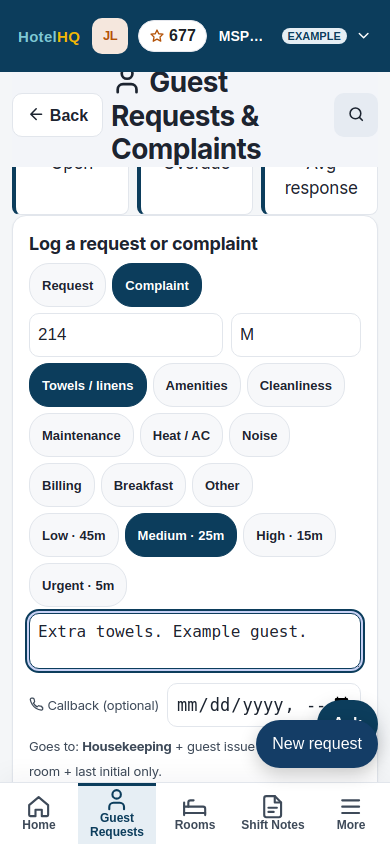 HotelHQ JL 677 MSP... EXAMPLE
Back
Guest
Requests &
Complaints
Open Overdue Avg
response
Log a request or complaint
Request Complaint
214 M
Towels / linens Amenities Cleanliness
Maintenance Heat / AC Noise
Billing Breakfast Other
Low · 45m Medium · 25m High · 15m
Urgent · 5m
Extra towels. Example guest.
Callback (optional) mm/dd/yyyy, --
Goes to: Housekeeping + guest issue
New request
room + last initial only.
Home Guest Requests Rooms Shift Notes More